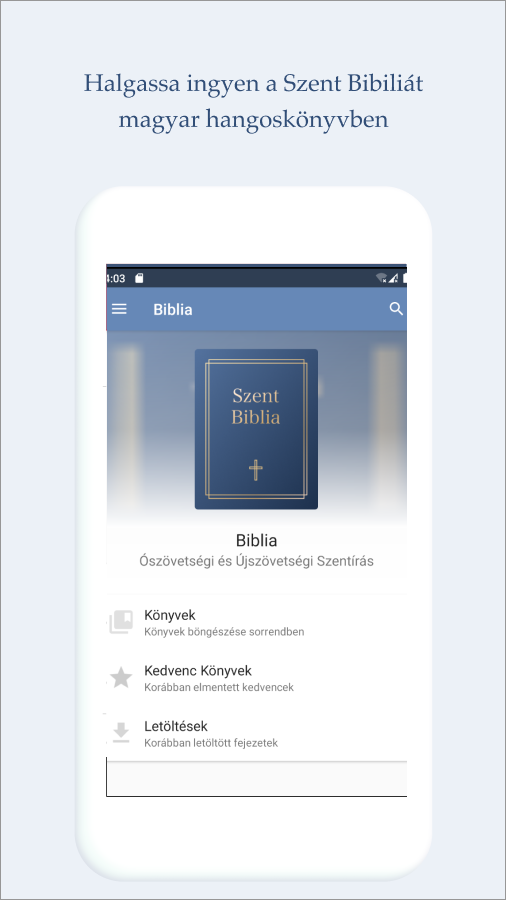 Halgassa ingyen a Szent Bibiliát
magyar hangoskönyvben
4:03
Biblia
Szent
Biblia
Biblia
Ószövetségi és Újszövetségi Szentírás
Könyvek
Könyvek böngészése sorrendben
Kedvenc Könyvek
Korábban elmentett kedvencek
Letöltések
Korábban letöltött fejezetek